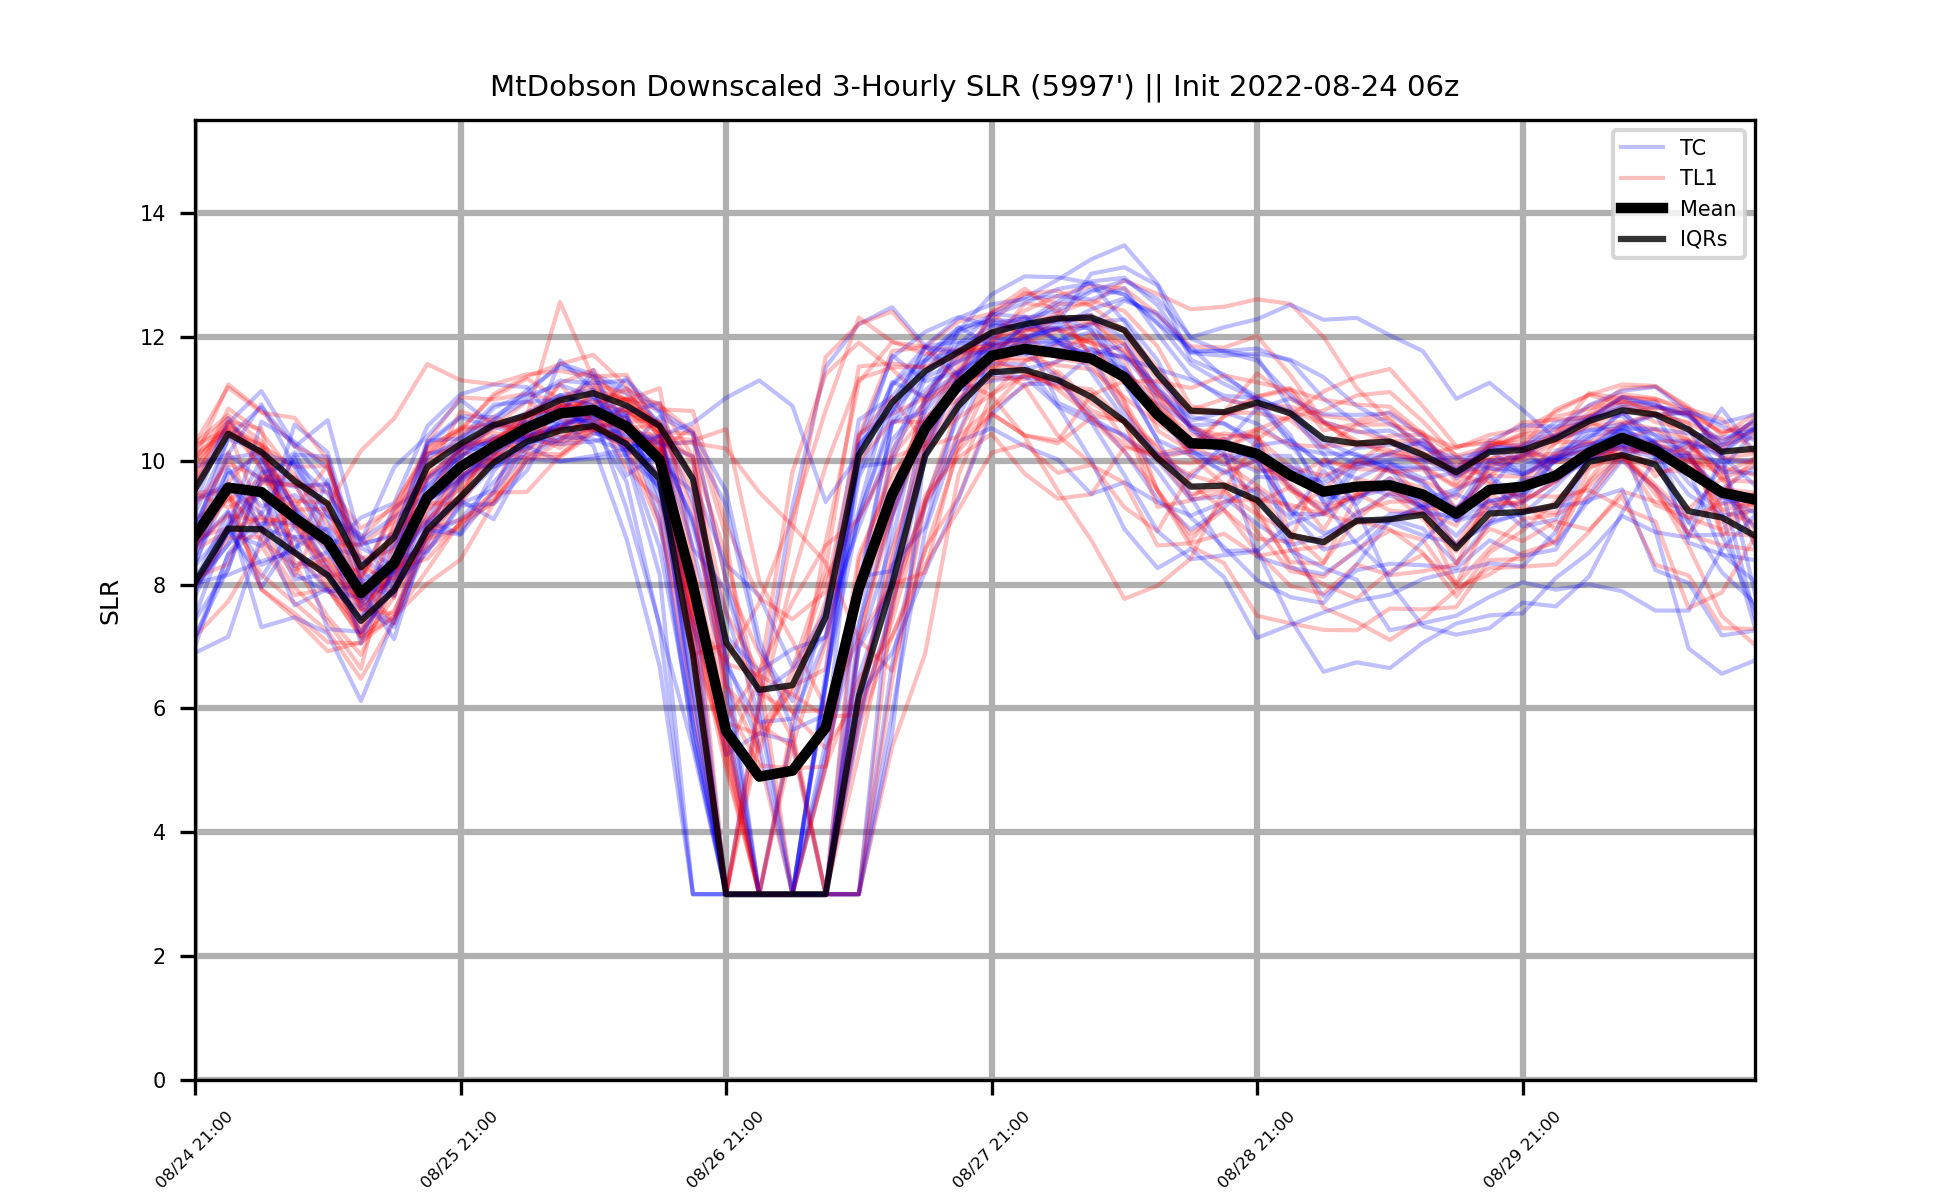 MtDobson Downscaled 3-Hourly SLR (5997') || Init 2022-08-24 06z
TC
TL1
Mean
IQRs
SLR
14
12
10
8
6
4
2
0
08/24 21:00
08/25 21:00
08/26 21:00
08/27 21:00
08/28 21:00
08/29 21:00